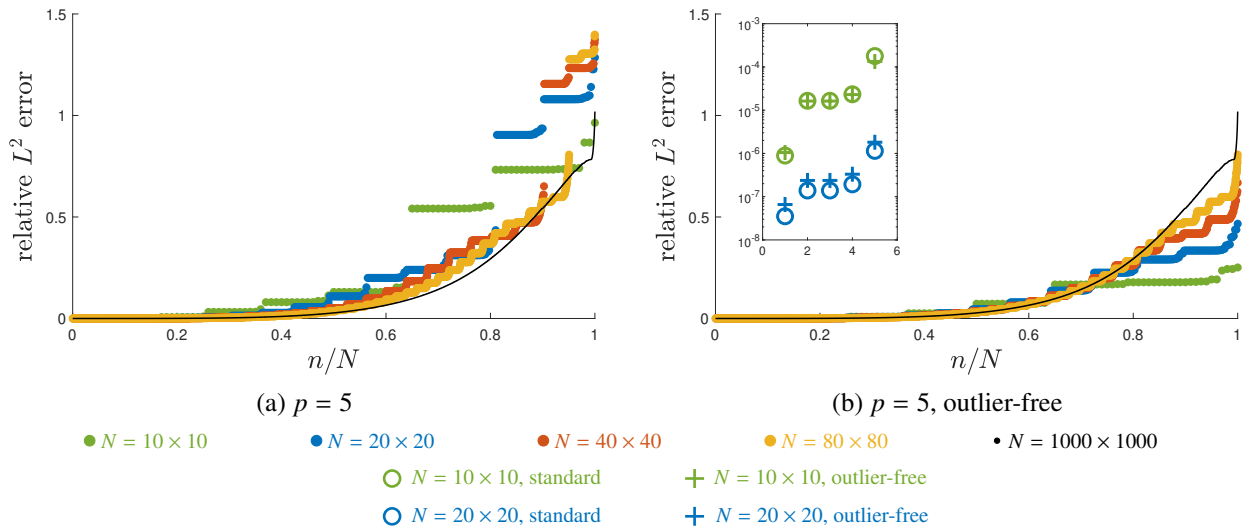 relative L² error
1.5
1
0.5
0
0 0.2 0.4 0.6 0.8 1
n/N
(a) p = 5
relative L² error
1.5
1
0.5
0
10⁻³
10⁻⁴
10⁻⁵
10⁻⁶
10⁻⁷
10⁻⁸
0 2 4 6
0 0.2 0.4 0.6 0.8 1
n/N
(b) p = 5, outlier-free
N = 10 × 10 N = 20 × 20 N = 40 × 40 N = 80 × 80 N = 1000 × 1000
N = 10 × 10, standard N = 10 × 10, outlier-free
N = 20 × 20, standard N = 20 × 20, outlier-free